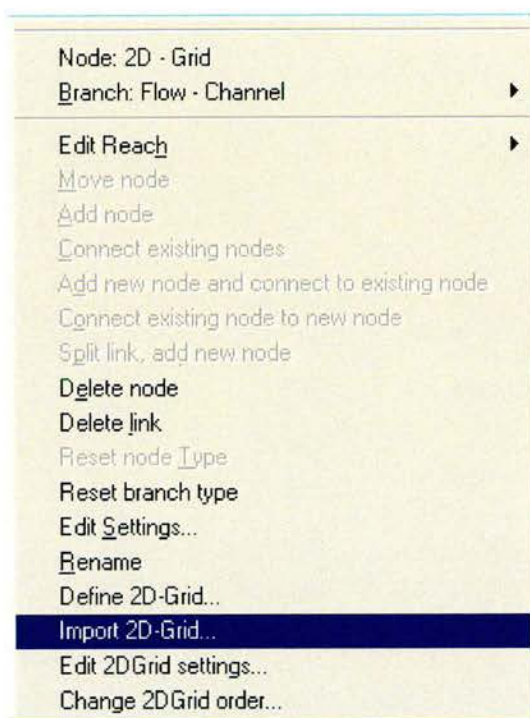 Node: 2D - Grid
Branch: Flow - Channel
Edit Reach
Move node
Add node
Connect existing nodes
Add new node and connect to existing node
Connect existing node to new node
Split link, add new node
Delete node
Delete link
Reset node Type
Reset branch type
Edit Settings...
Rename
Define 2D-Grid...
Import 2D-Grid...
Edit 2DGrid settings...
Change 2DGrid order...